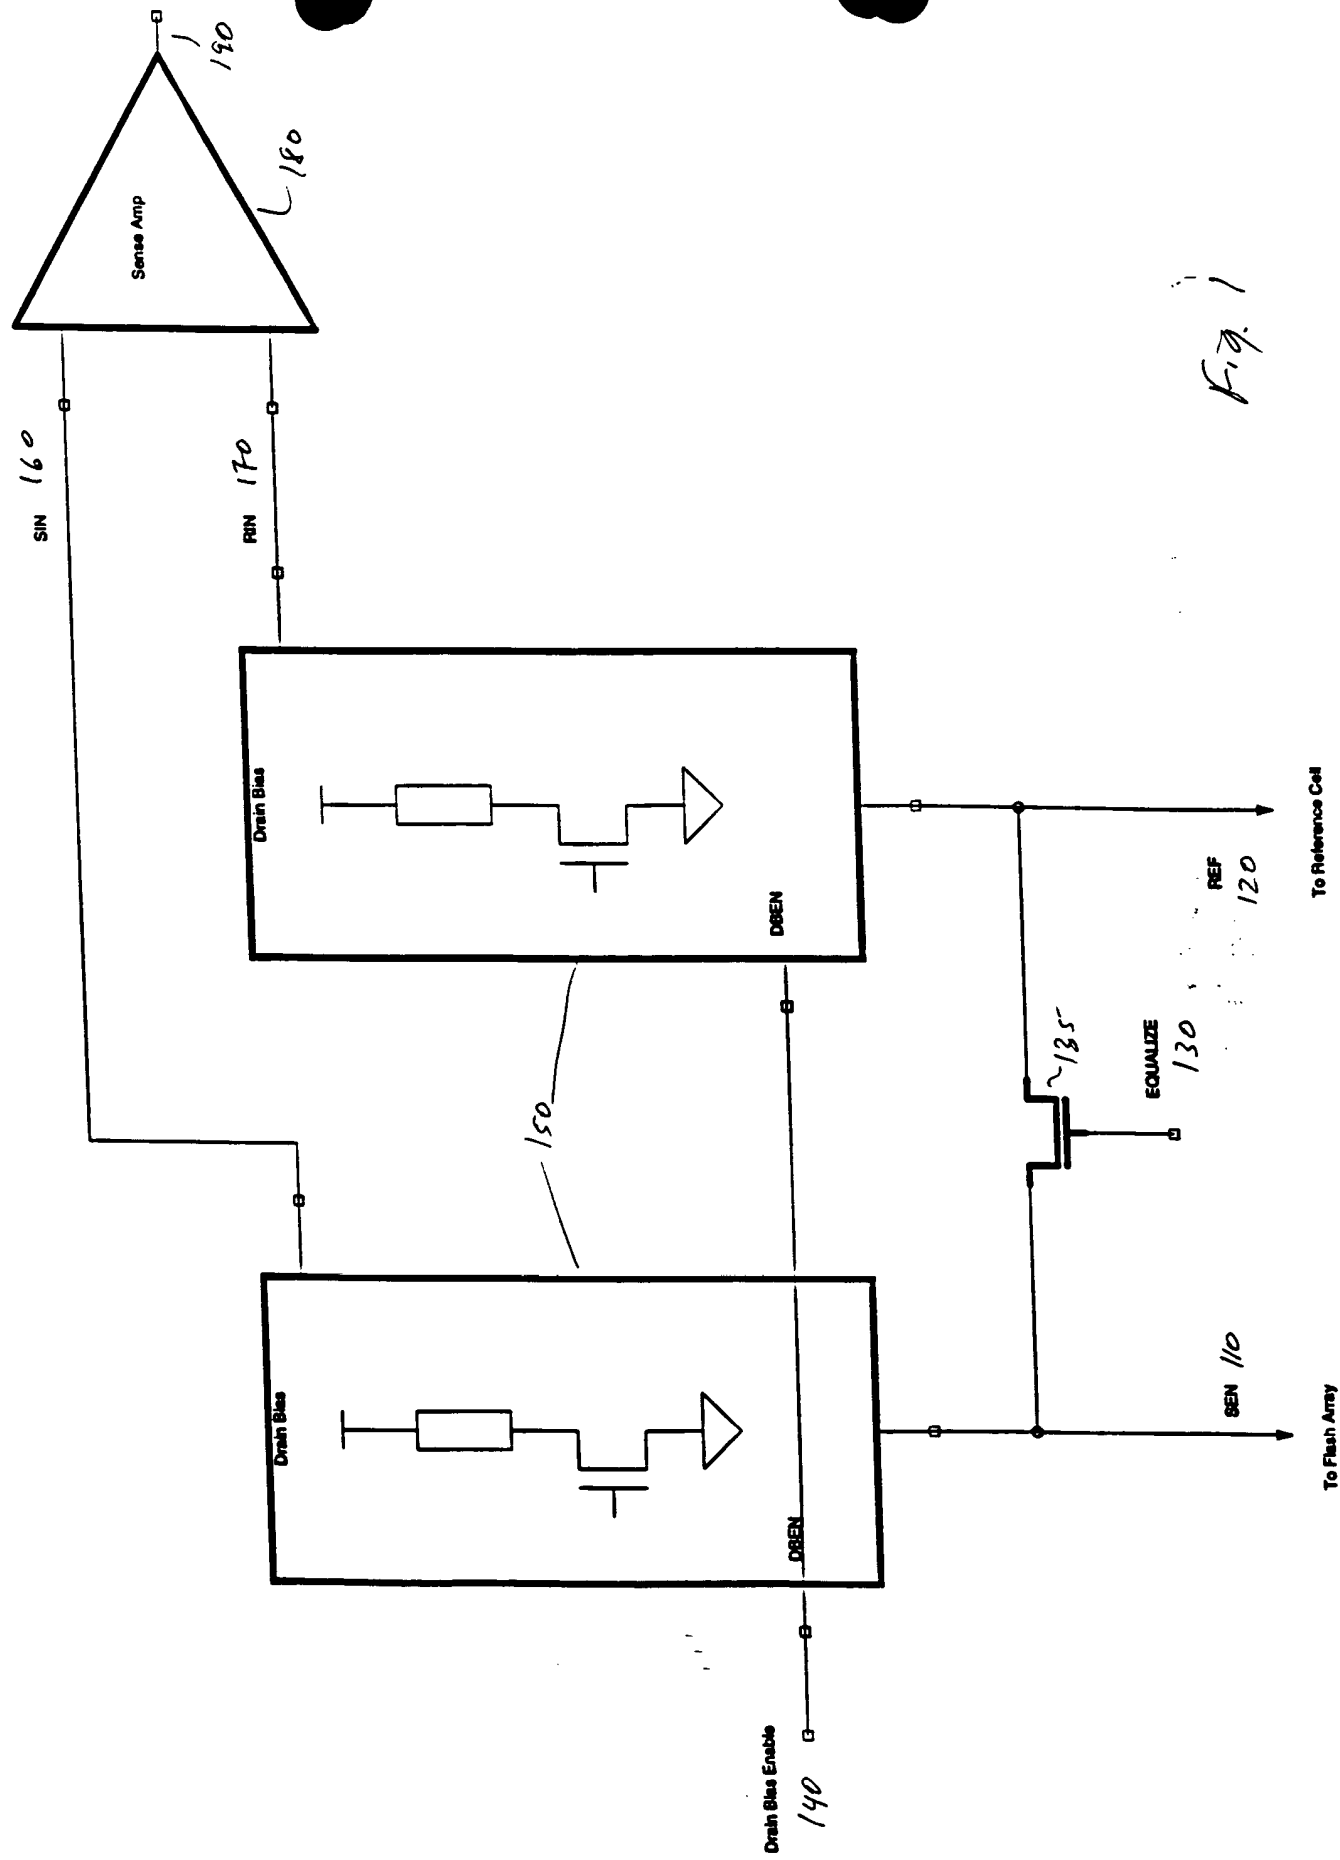 SIN 160
RIN 170
Sense Amp
180
190
Drain Bias
Drain Bias
150
DBEN
DBEN
Drain Bias Enable
140
135
EQUALIZE
130
SEN 110
REF
120
To Flash Array
To Reference Cell
Fig. 1